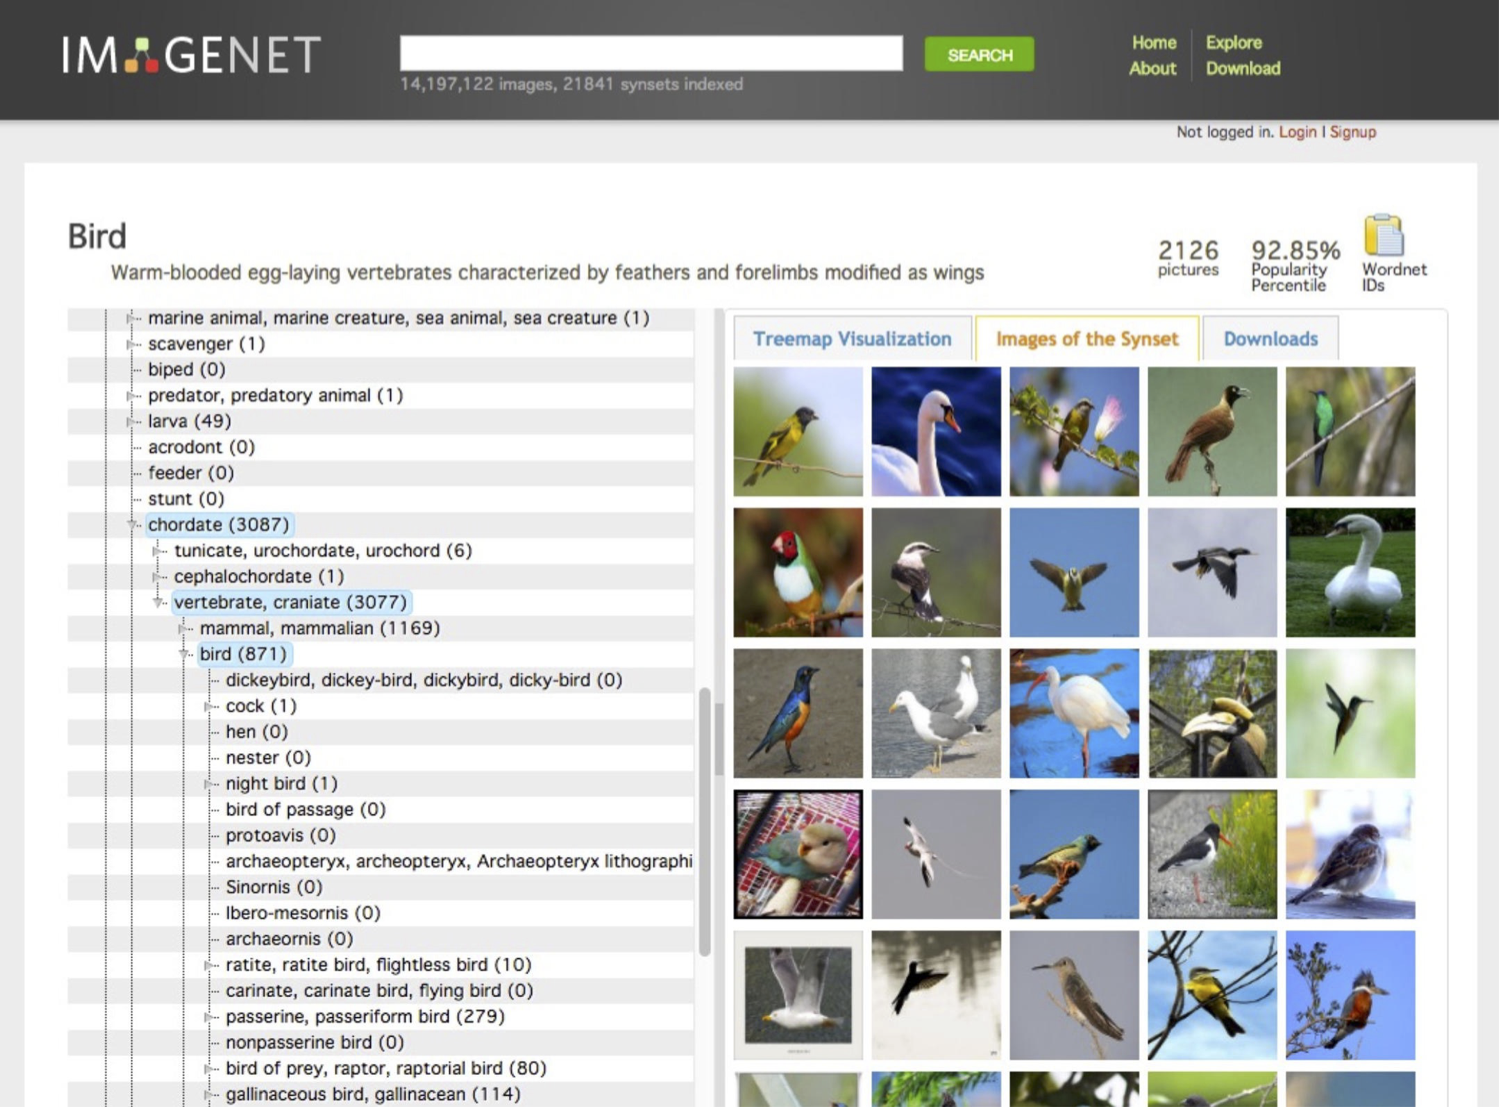 IMAGENET
SEARCH
14,197,122 images, 21841 synsets indexed
Home
Explore
About
Download
Not logged in. Login | Signup
Bird
Warm-blooded egg-laying vertebrates characterized by feathers and forelimbs modified as wings
2126
pictures
92.85%
Popularity
Percentile
Wordnet
IDs
marine animal, marine creature, sea animal, sea creature (1)
scavenger (1)
biped (0)
predator, predatory animal (1)
larva (49)
acrodont (0)
feeder (0)
stunt (0)
chordate (3087)
tunicate, urochordate, urochord (6)
cephalochordate (1)
vertebrate, craniate (3077)
mammal, mammalian (1169)
bird (871)
dickeybird, dickey-bird, dickybird, dicky-bird (0)
cock (1)
hen (0)
nester (0)
night bird (1)
bird of passage (0)
protoavis (0)
archaeopteryx, archeopteryx, Archaeopteryx lithographi
Sinornis (0)
Ibero-mesornis (0)
archaeornis (0)
ratite, ratite bird, flightless bird (10)
carinate, carinate bird, flying bird (0)
passerine, passeriform bird (279)
nonpasserine bird (0)
bird of prey, raptor, raptorial bird (80)
gallinaceous bird, gallinacean (114)
Treemap Visualization
Images of the Synset
Downloads